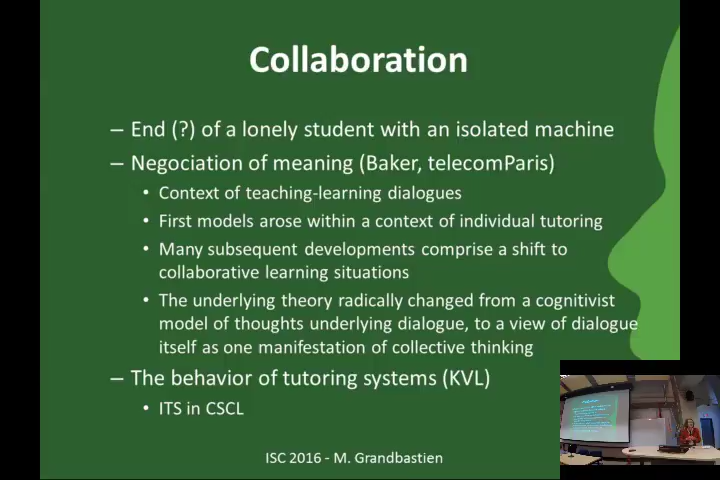 Collaboration
– End (?) of a lonely student with an isolated machine
– Negociation of meaning (Baker, telecomParis)
• Context of teaching-learning dialogues
• First models arose within a context of individual tutoring
• Many subsequent developments comprise a shift to
collaborative learning situations
• The underlying theory radically changed from a cognitivist
model of thoughts underlying dialogue, to a view of dialogue
itself as one manifestation of collective thinking
– The behavior of tutoring systems (KVL)
• ITS in CSCL
ISC 2016 - M. Grandbastien